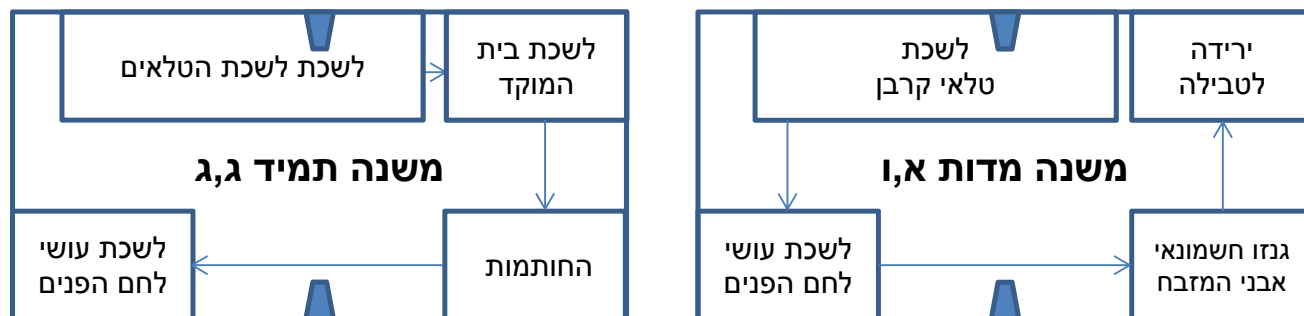 ירידה
לטבילה
לשכת
טלאי קרבן
משנה מדות א,ו
גנזו חשמונאי
אבני המזבח
לשכת עושי
לחם הפנים
לשכת בית
המוקד
לשכת לשכת הטלאים
משנה תמיד ג,ג
החותמות
לשכת עושי
לחם הפנים